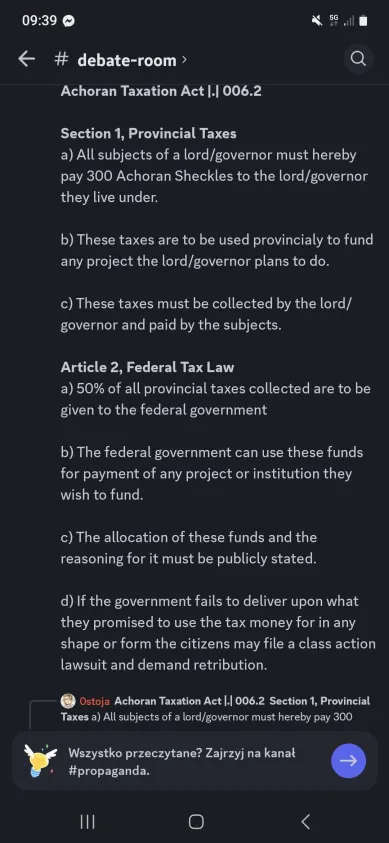 09:39
5G
# debate-room ›
Achoran Taxation Act |.| 006.2
Section 1, Provincial Taxes
a) All subjects of a lord/governor must hereby
pay 300 Achoran Sheckles to the lord/governor
they live under.
b) These taxes are to be used provincialy to fund
any project the lord/governor plans to do.
c) These taxes must be collected by the lord/
governor and paid by the subjects.
Article 2, Federal Tax Law
a) 50% of all provincial taxes collected are to be
given to the federal government
b) The federal government can use these funds
for payment of any project or institution they
wish to fund.
c) The allocation of these funds and the
reasoning for it must be publicly stated.
d) If the government fails to deliver upon what
they promised to use the tax money for in any
shape or form the citizens may file a class action
lawsuit and demand retribution.
Ostoja Achoran Taxation Act |.| 006.2 Section 1, Provincial
Taxes a) All subjects of a lord/governor must hereby pay 300
Wszystko przeczytane? Zajrzyj na kanał
#propaganda.